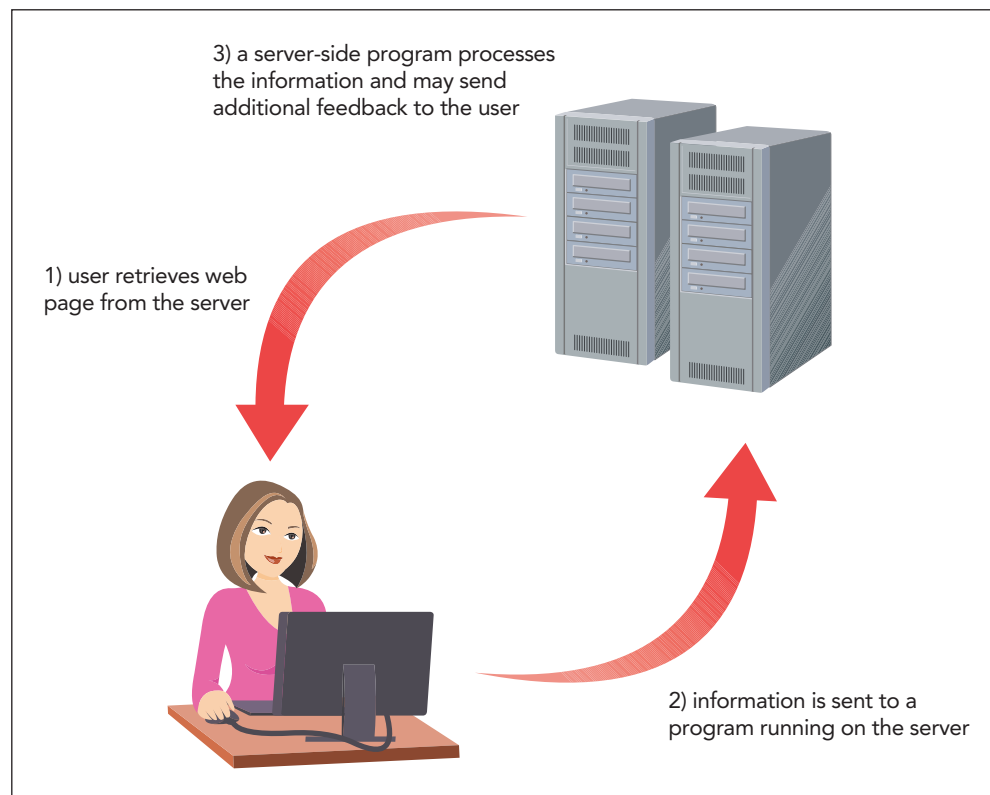 3) a server-side program processes
the information and may send
additional feedback to the user
1) user retrieves web
page from the server
2) information is sent to a
program running on the server